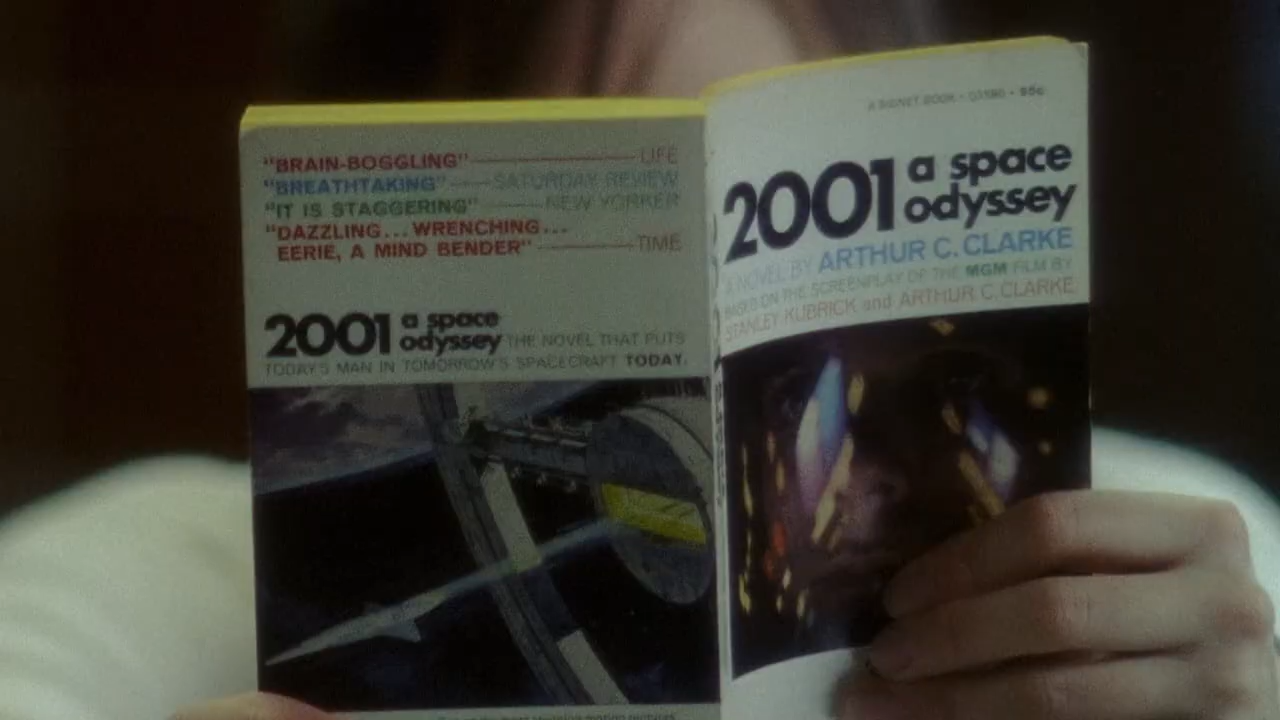 "BRAIN-BOGGLING" LIFE
"BREATHTAKING" SATURDAY REVIEW
"IT IS STAGGERING" NEW YORKER
"DAZZLING... WRENCHING...
EERIE, A MIND BENDER" TIME
2001 a space
odyssey THE NOVEL THAT PUTS
TODAY'S MAN IN TOMORROW'S SPACECRAFT TODAY.
A SIGNET BOOK • Q3580 • 95c
2001 a space
odyssey
A NOVEL BY ARTHUR C. CLARKE
BASED ON THE SCREENPLAY OF THE MGM FILM BY
STANLEY KUBRICK and ARTHUR C. CLARKE